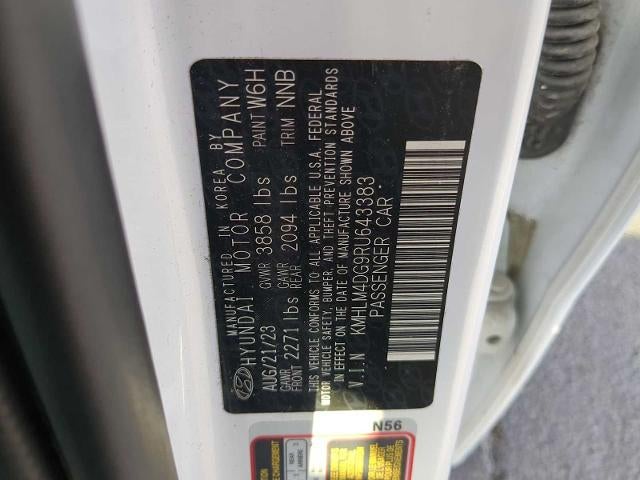 MANUFACTURED IN KOREA BY
HYUNDAI MOTOR COMPANY
AUG/21/23 GVWR 3858 lbs PAINT W6H
GAWR FRONT 2271 lbs GAWR REAR 2094 lbs TRIM NNB
THIS VEHICLE CONFORMS TO ALL APPLICABLE U.S.A. FEDERAL
MOTOR VEHICLE SAFETY, BUMPER, AND THEFT PREVENTION STANDARDS
IN EFFECT ON THE DATE OF MANUFACTURE SHOWN ABOVE
V.I.N KMHLM4DG9RU643383
PASSENGER CAR
N56
REAR